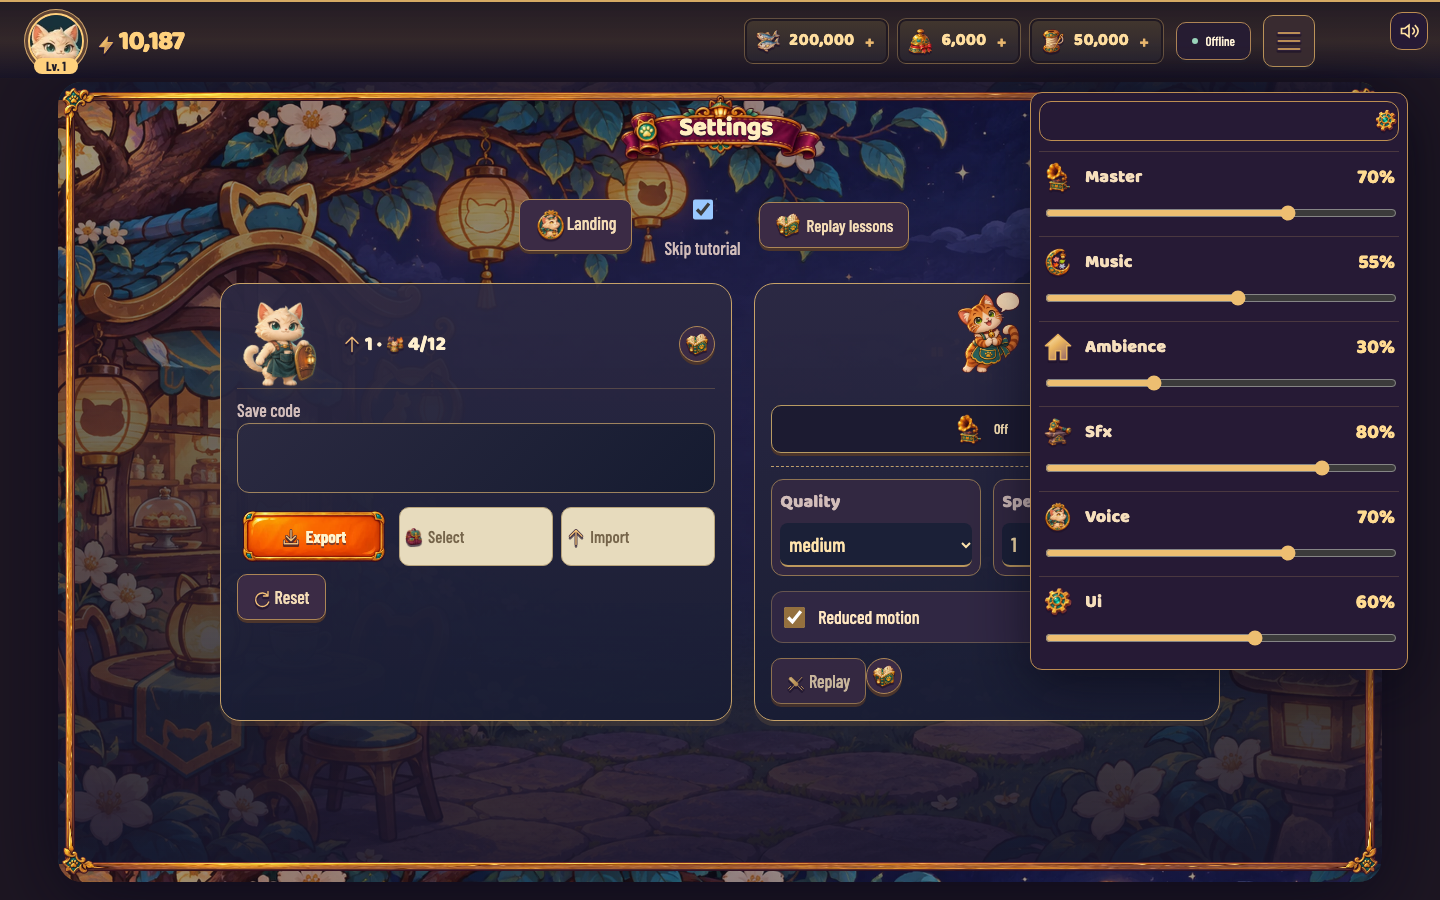 10,187
Lv. 1
200,000 +
6,000 +
50,000 +
Offline
Settings
Landing
Skip tutorial
Replay lessons
1 • 4/12
Save code
Export
Select
Import
Reset
Off
Quality
medium
1
Reduced motion
Replay
Master 70%
Music 55%
Ambience 30%
Sfx 80%
Voice 70%
Ui 60%